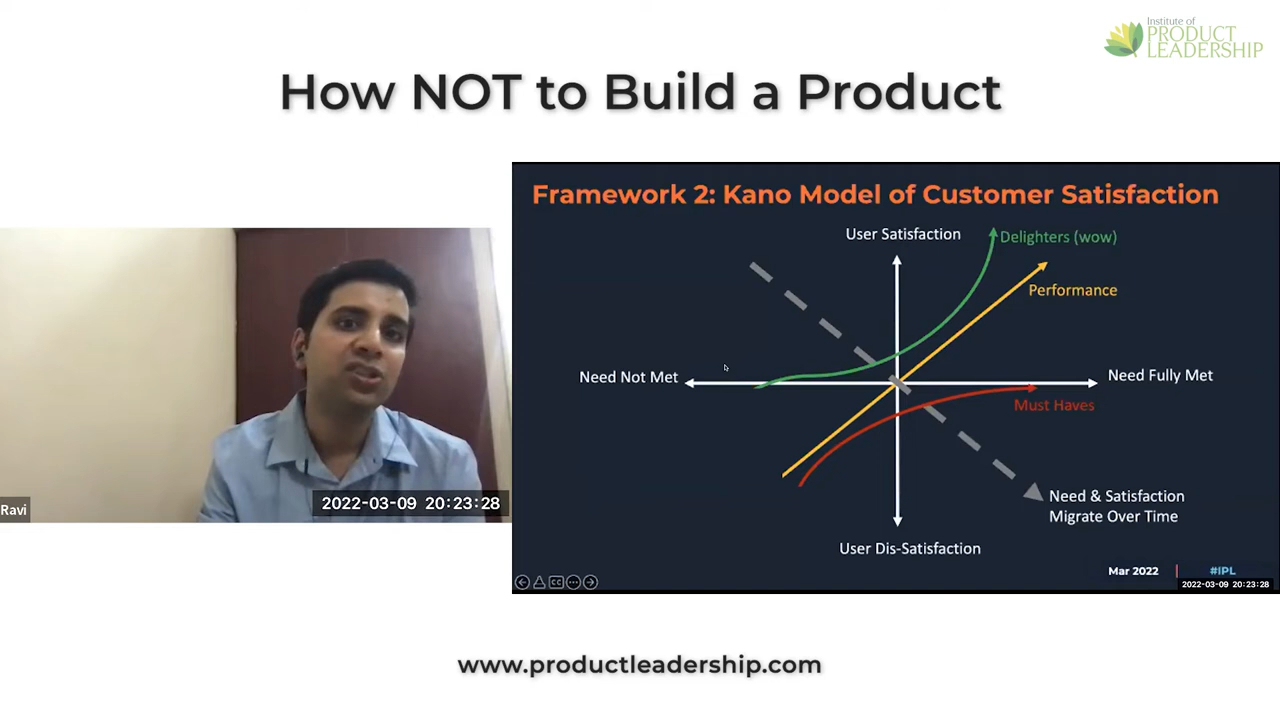 Institute of
PRODUCT
LEADERSHIP
How NOT to Build a Product
Framework 2: Kano Model of Customer Satisfaction
User Satisfaction
Delighters (wow)
Performance
Need Not Met
Need Fully Met
Must Haves
Need & Satisfaction
Migrate Over Time
User Dis-Satisfaction
Mar 2022
#IPL
CC
2022-03-09 20:23:28
2022-03-09 20:23:28
Ravi
www.productleadership.com